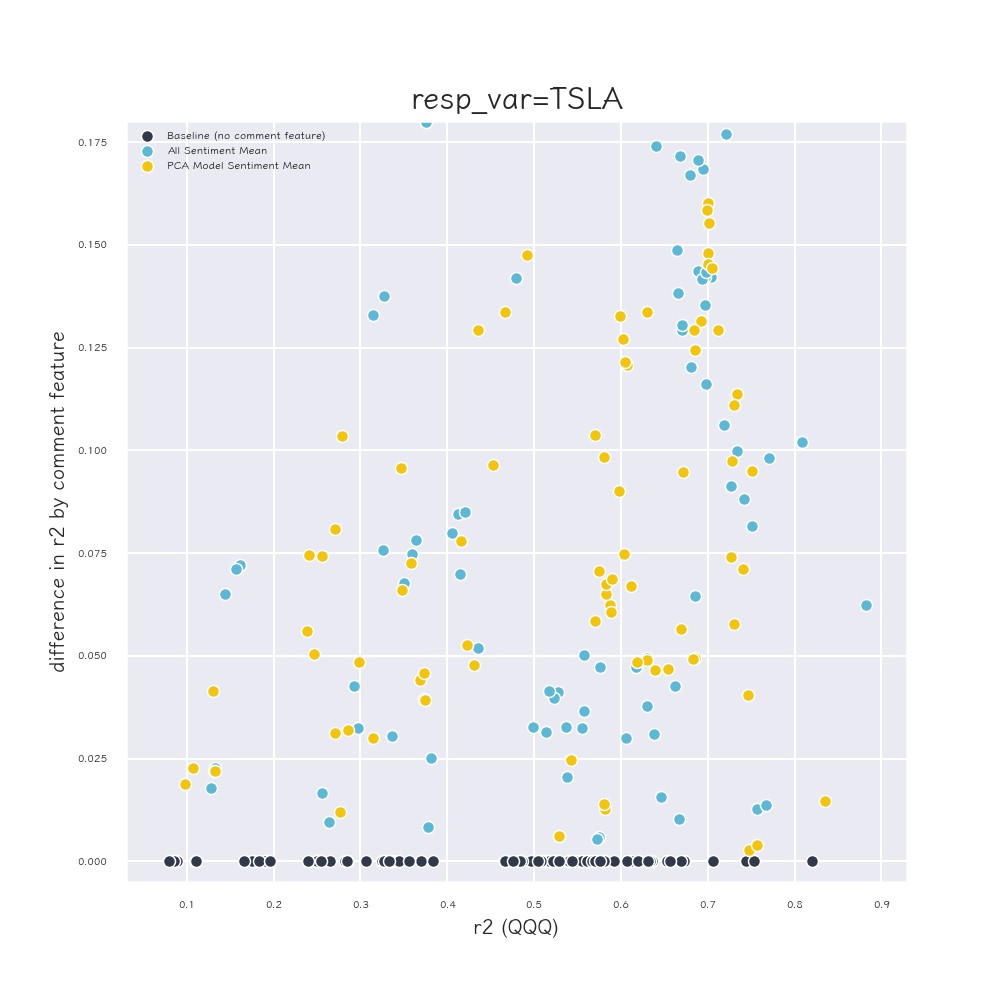 resp_var=TSLA
Baseline (no comment feature)
All Sentiment Mean
PCA Model Sentiment Mean
difference in r2 by comment feature
0.175
0.150
0.125
0.100
0.075
0.050
0.025
0.000
0.1 0.2 0.3 0.4 0.5 0.6 0.7 0.8 0.9
r2 (QQQ)